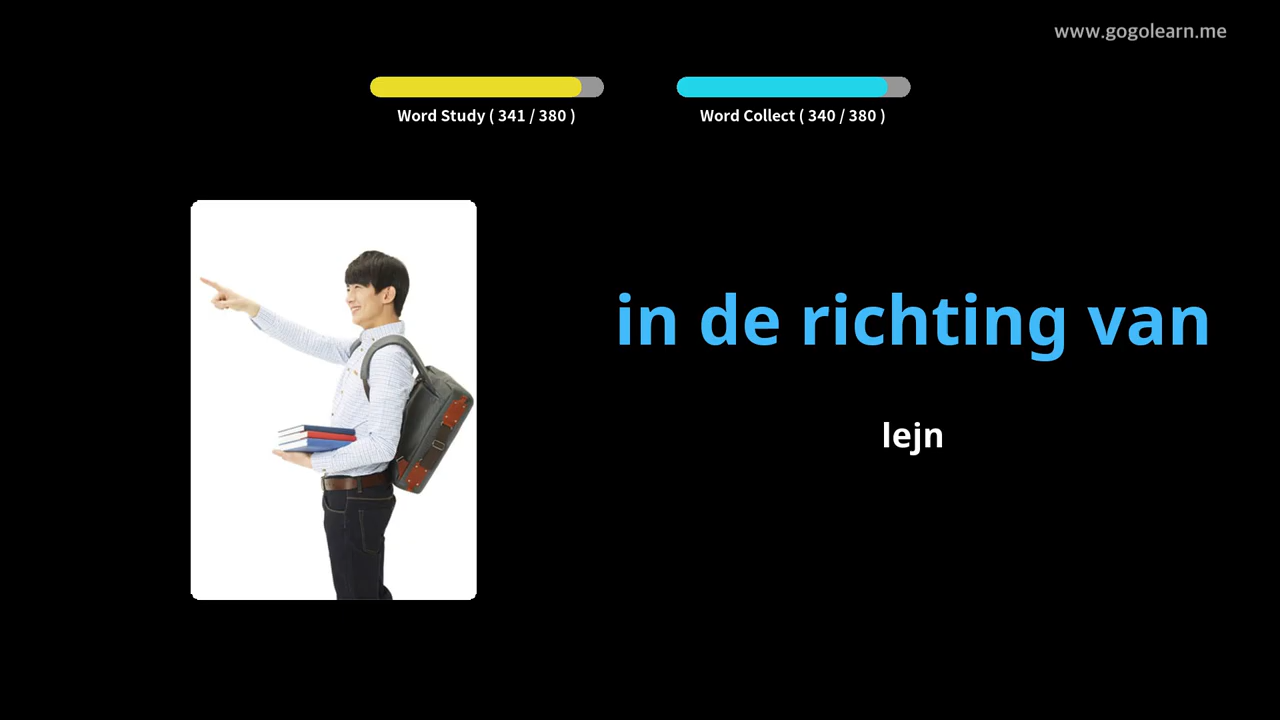 www.gogolearn.me
Word Study ( 341 / 380 )
Word Collect ( 340 / 380 )
in de richting van
lejn